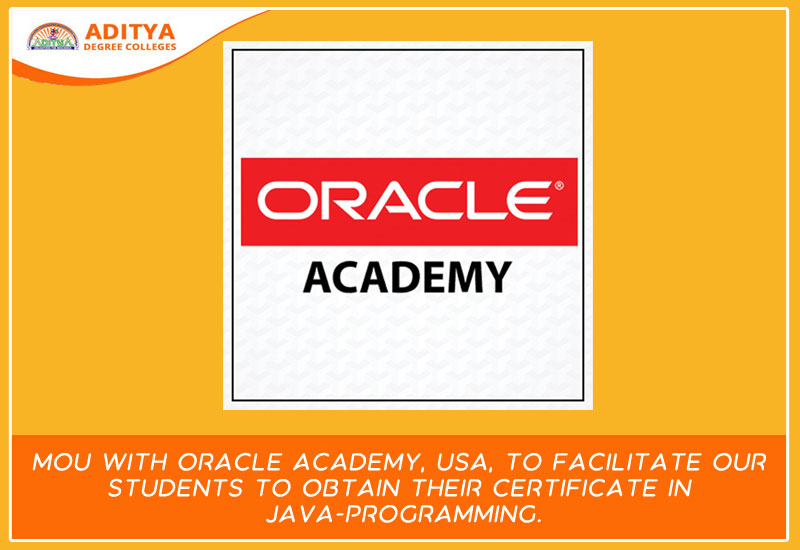 ADITYA
ADITYA
DEGREE COLLEGES
ORACLE®
ACADEMY
MOU WITH ORACLE ACADEMY, USA, TO FACILITATE OUR
STUDENTS TO OBTAIN THEIR CERTIFICATE IN
JAVA-PROGRAMMING.